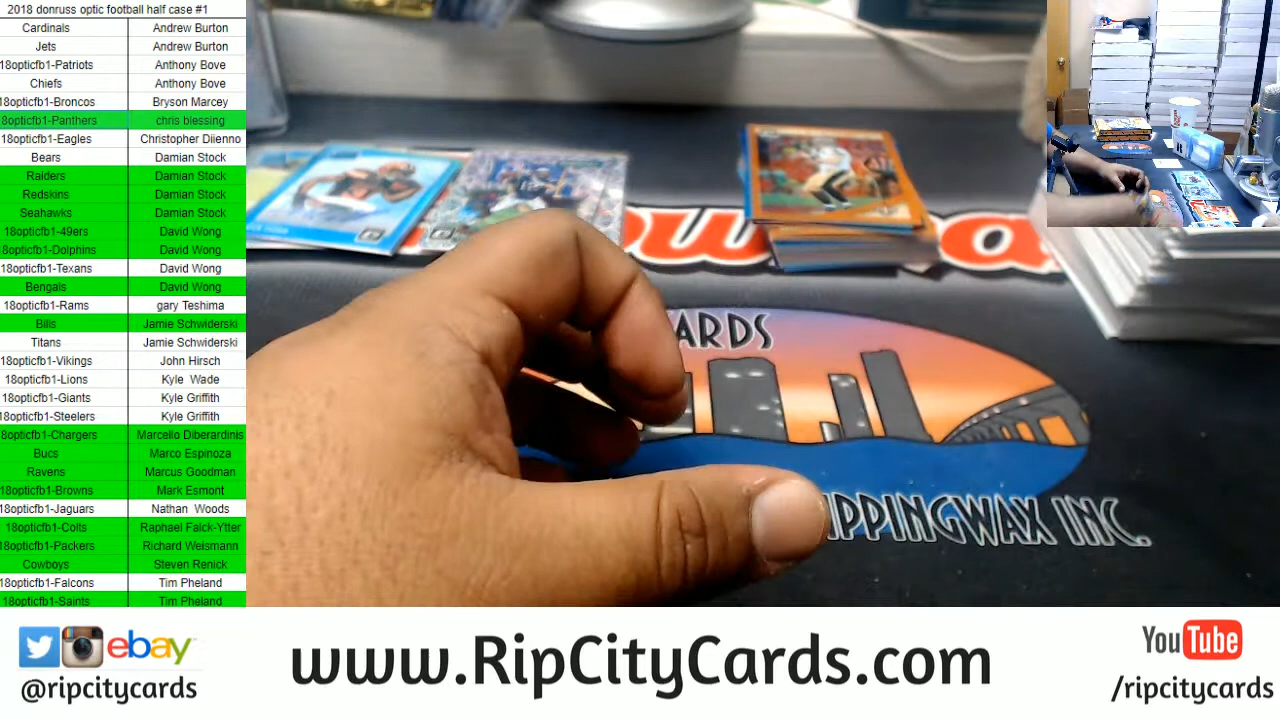 2018 donruss optic football half case #1
Cardinals Andrew Burton
Jets Andrew Burton
18opticfb1-Patriots Anthony Bove
Chiefs Anthony Bove
18opticfb1-Broncos Bryson Marcey
8opticfb1-Panthers chris blessing
18opticfb1-Eagles Christopher Diienno
Bears Damian Stock
Raiders Damian Stock
Redskins Damian Stock
Seahawks Damian Stock
18opticfb1-49ers David Wong
8opticfb1-Dolphins David Wong
18opticfb1-Texans David Wong
Bengals David Wong
18opticfb1-Rams gary Teshima
Bills Jamie Schwiderski
Titans Jamie Schwiderski
18opticfb1-Vikings John Hirsch
18opticfb1-Lions Kyle Wade
18opticfb1-Giants Kyle Griffith
18opticfb1-Steelers Kyle Griffith
8opticfb1-Chargers Marcello Diberardinis
Bucs Marco Espinoza
Ravens Marcus Goodman
18opticfb1-Browns Mark Esmont
18opticfb1-Jaguars Nathan Woods
18opticfb1-Colts Raphael Falck-Ytter
18opticfb1-Packers Richard Weismann
Cowboys Steven Renick
18opticfb1-Falcons Tim Pheland
18opticfb1-Saints Tim Pheland
CARDS
IPPINGWAX INC.
ebay
@ripcitycards
www.RipCityCards.com
YouTube
/ripcitycards